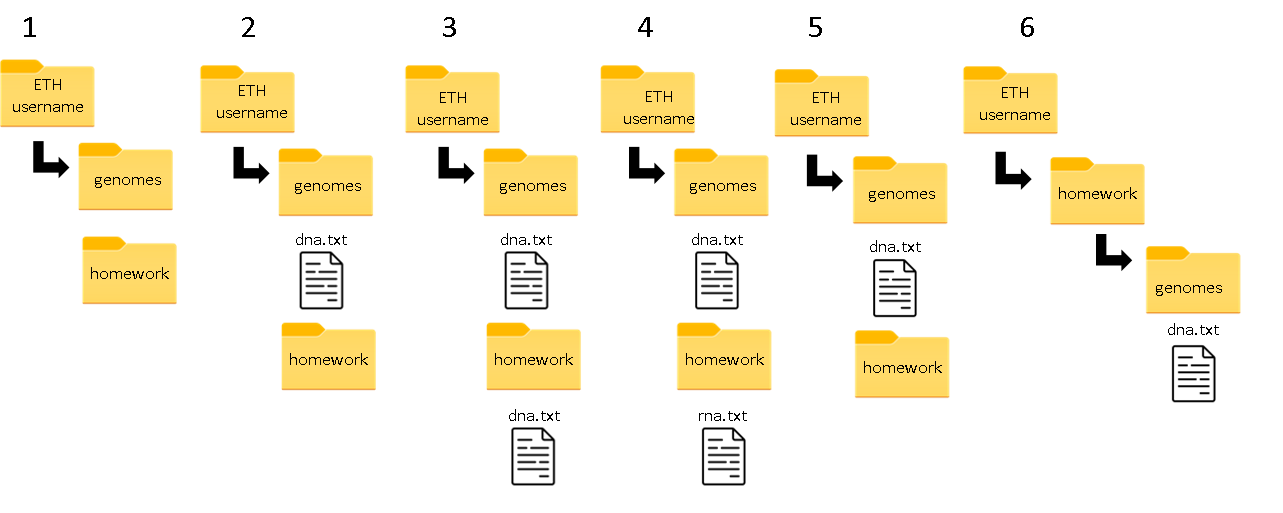 1
ETH
username
genomes
homework
2
ETH
username
genomes
dna.txt
homework
3
ETH
username
genomes
dna.txt
homework
dna.txt
4
ETH
username
genomes
dna.txt
homework
rna.txt
5
ETH
username
genomes
dna.txt
homework
6
ETH
username
homework
genomes
dna.txt